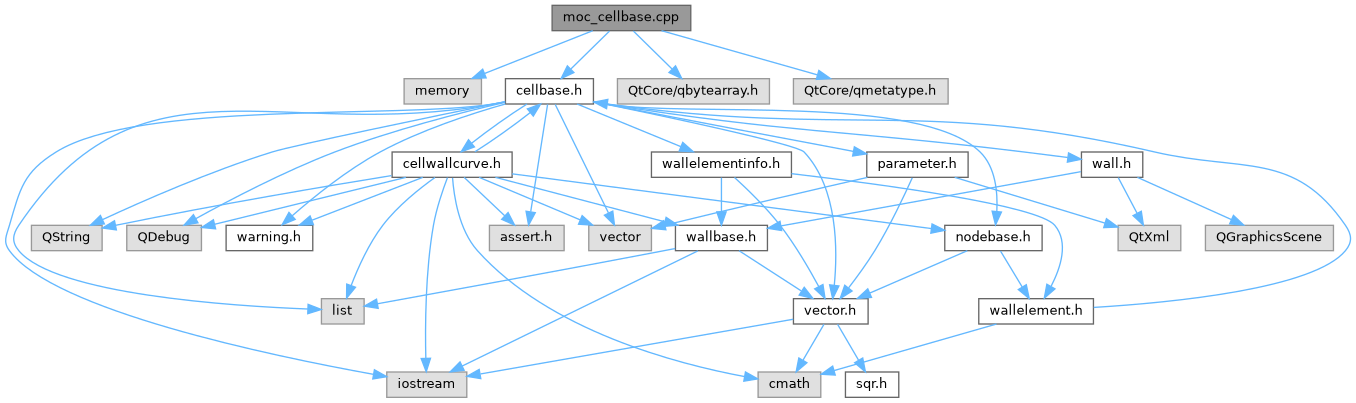 moc_cellbase.cpp
memory
cellbase.h
QtCore/qbytearray.h
QtCore/qmetatype.h
cellwallcurve.h
wallelementinfo.h
parameter.h
wall.h
QString
QDebug
warning.h
assert.h
vector
wallbase.h
nodebase.h
QtXml
QGraphicsScene
list
vector.h
wallelement.h
iostream
cmath
sqr.h